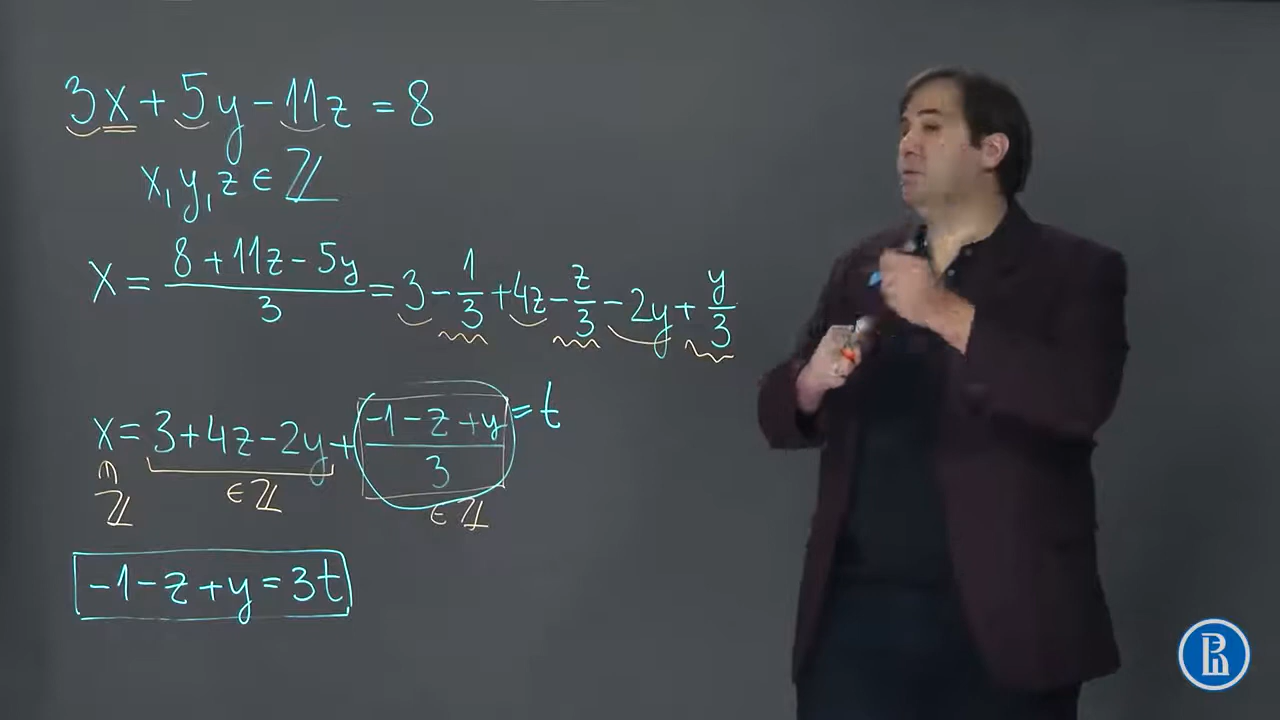 3x + 5y - 11z = 8
x, y, z ∈ ℤ
x = (8 + 11z - 5y)/3 = 3 - 1/3 + 4z - z/3 - 2y + y/3
x = 3 + 4z - 2y + (-1 - z + y)/3 = t
∈ ℤ ∈ ℤ ∈ ℤ
-1 - z + y = 3t